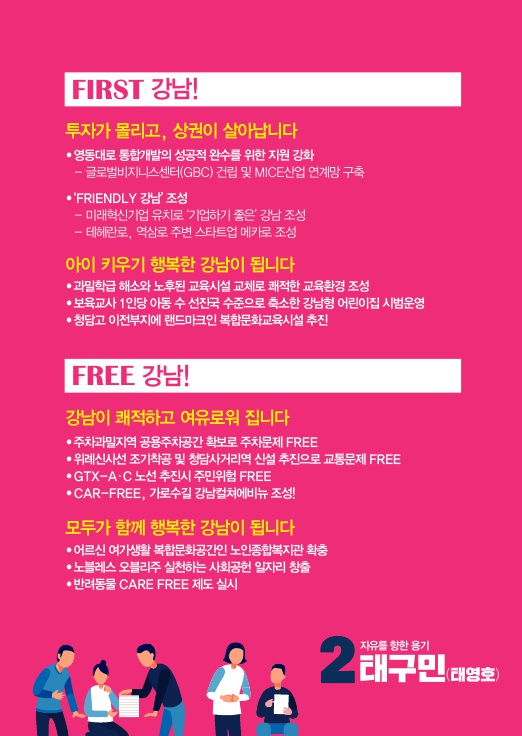 FIRST 강남!
투자가 몰리고, 상권이 살아납니다
•영동대로 통합개발의 성공적 완수를 위한 지원 강화
- 글로벌비지니스센터(GBC) 건립 및 MICE산업 연계망 구축
•'FRIENDLY 강남' 조성
- 미래혁신기업 유치로 '기업하기 좋은' 강남 조성
- 테헤란로, 역삼로 주변 스타트업 메카로 조성
아이 키우기 행복한 강남이 됩니다
•과밀학급 해소와 노후된 교육시설 교체로 쾌적한 교육환경 조성
•보육교사 1인당 아동 수 선진국 수준으로 축소한 강남형 어린이집 시범운영
•청담고 이전부지에 랜드마크인 복합문화교육시설 추진
FREE 강남!
강남이 쾌적하고 여유로워 집니다
•주차과밀지역 공용주차공간 확보로 주차문제 FREE
•위례신사선 조기착공 및 청담사거리역 신설 추진으로 교통문제 FREE
•GTX-A·C 노선 추진시 주민위험 FREE
•CAR-FREE, 가로수길 강남컬쳐에비뉴 조성!
모두가 함께 행복한 강남이 됩니다
•어르신 여가생활 복합문화공간인 노인종합복지관 확충
•노블레스 오블리주 실천하는 사회공헌 일자리 창출
•반려동물 CARE FREE 제도 실시
2 자유를 향한 용기
태구민(태영호)